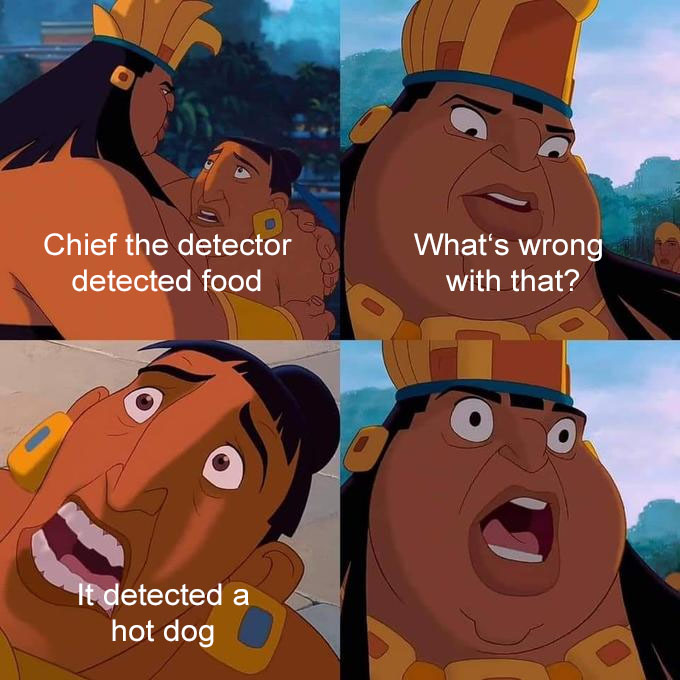 Chief the detector
detected food
What‘s wrong
with that?
It detected a
hot dog